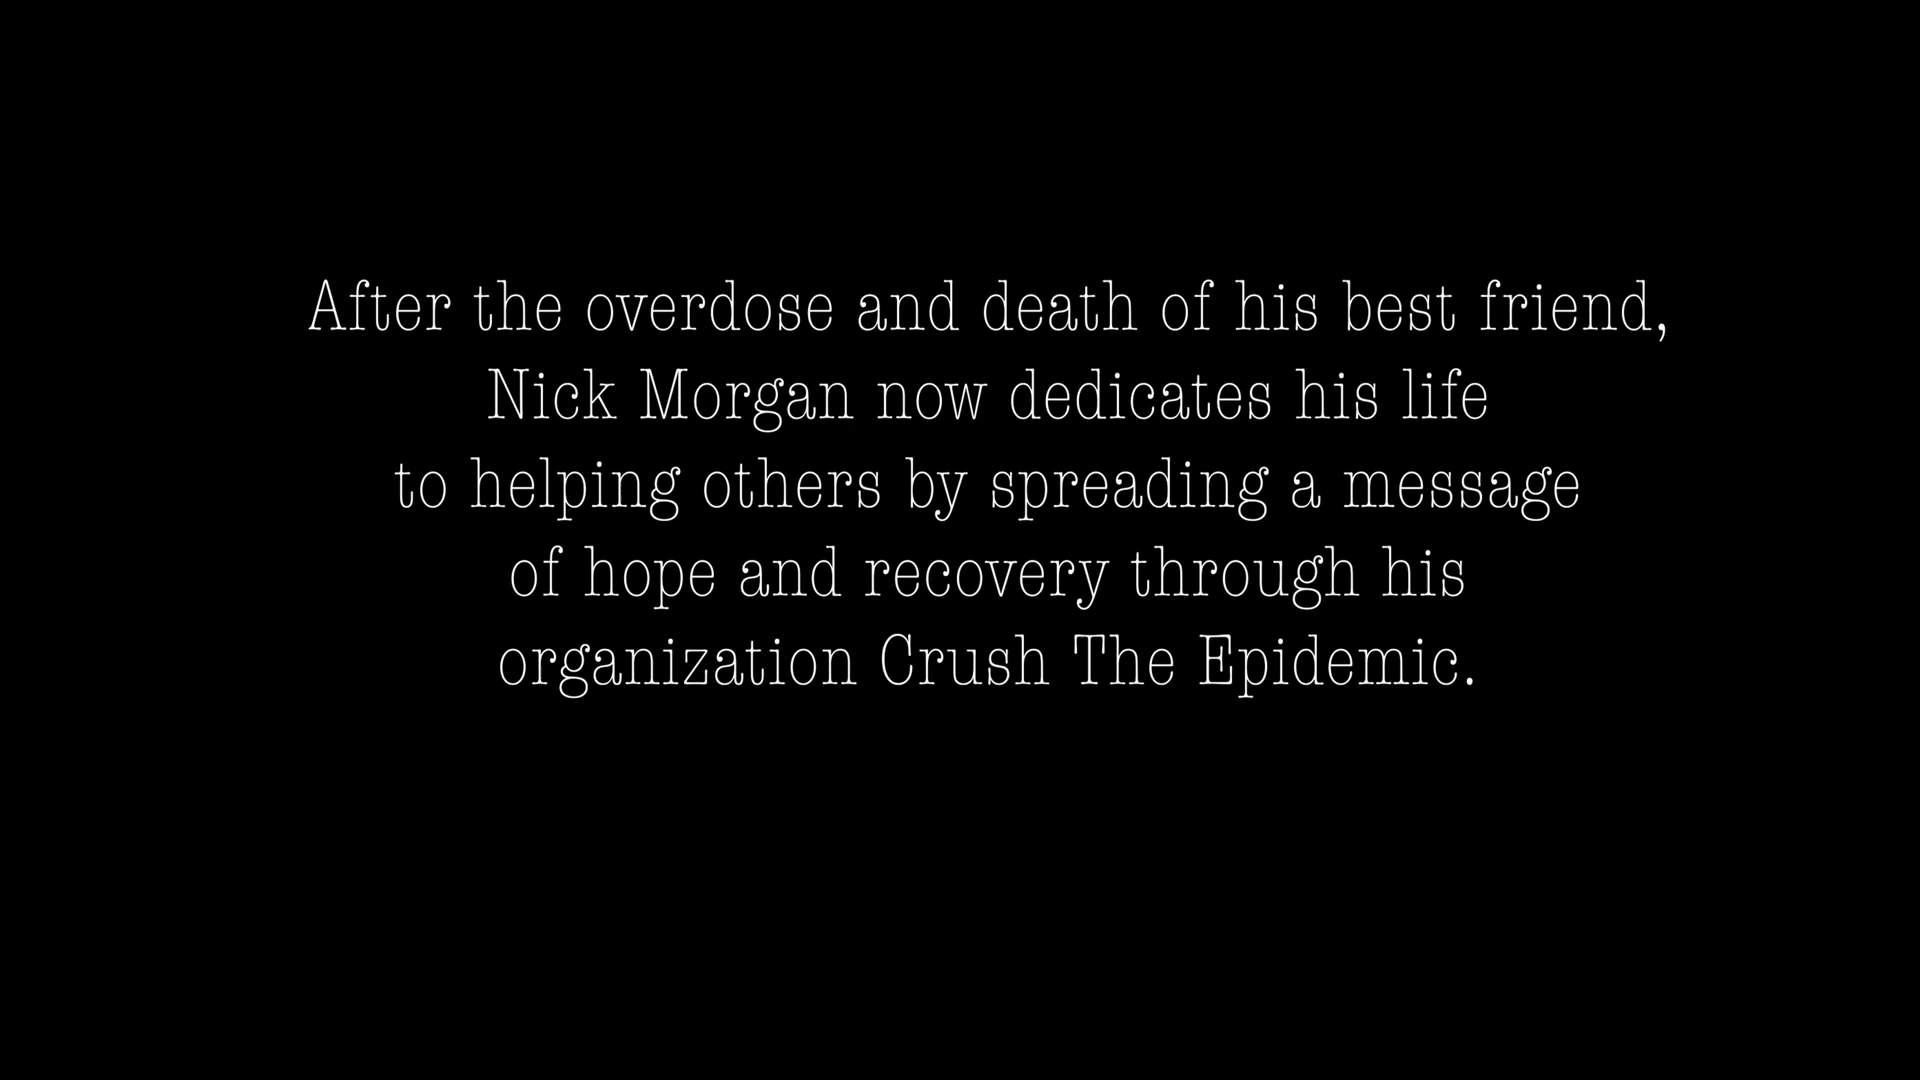 After the overdose and death of his best friend,
Nick Morgan now dedicates his life
to helping others by spreading a message
of hope and recovery through his
organization Crush The Epidemic.